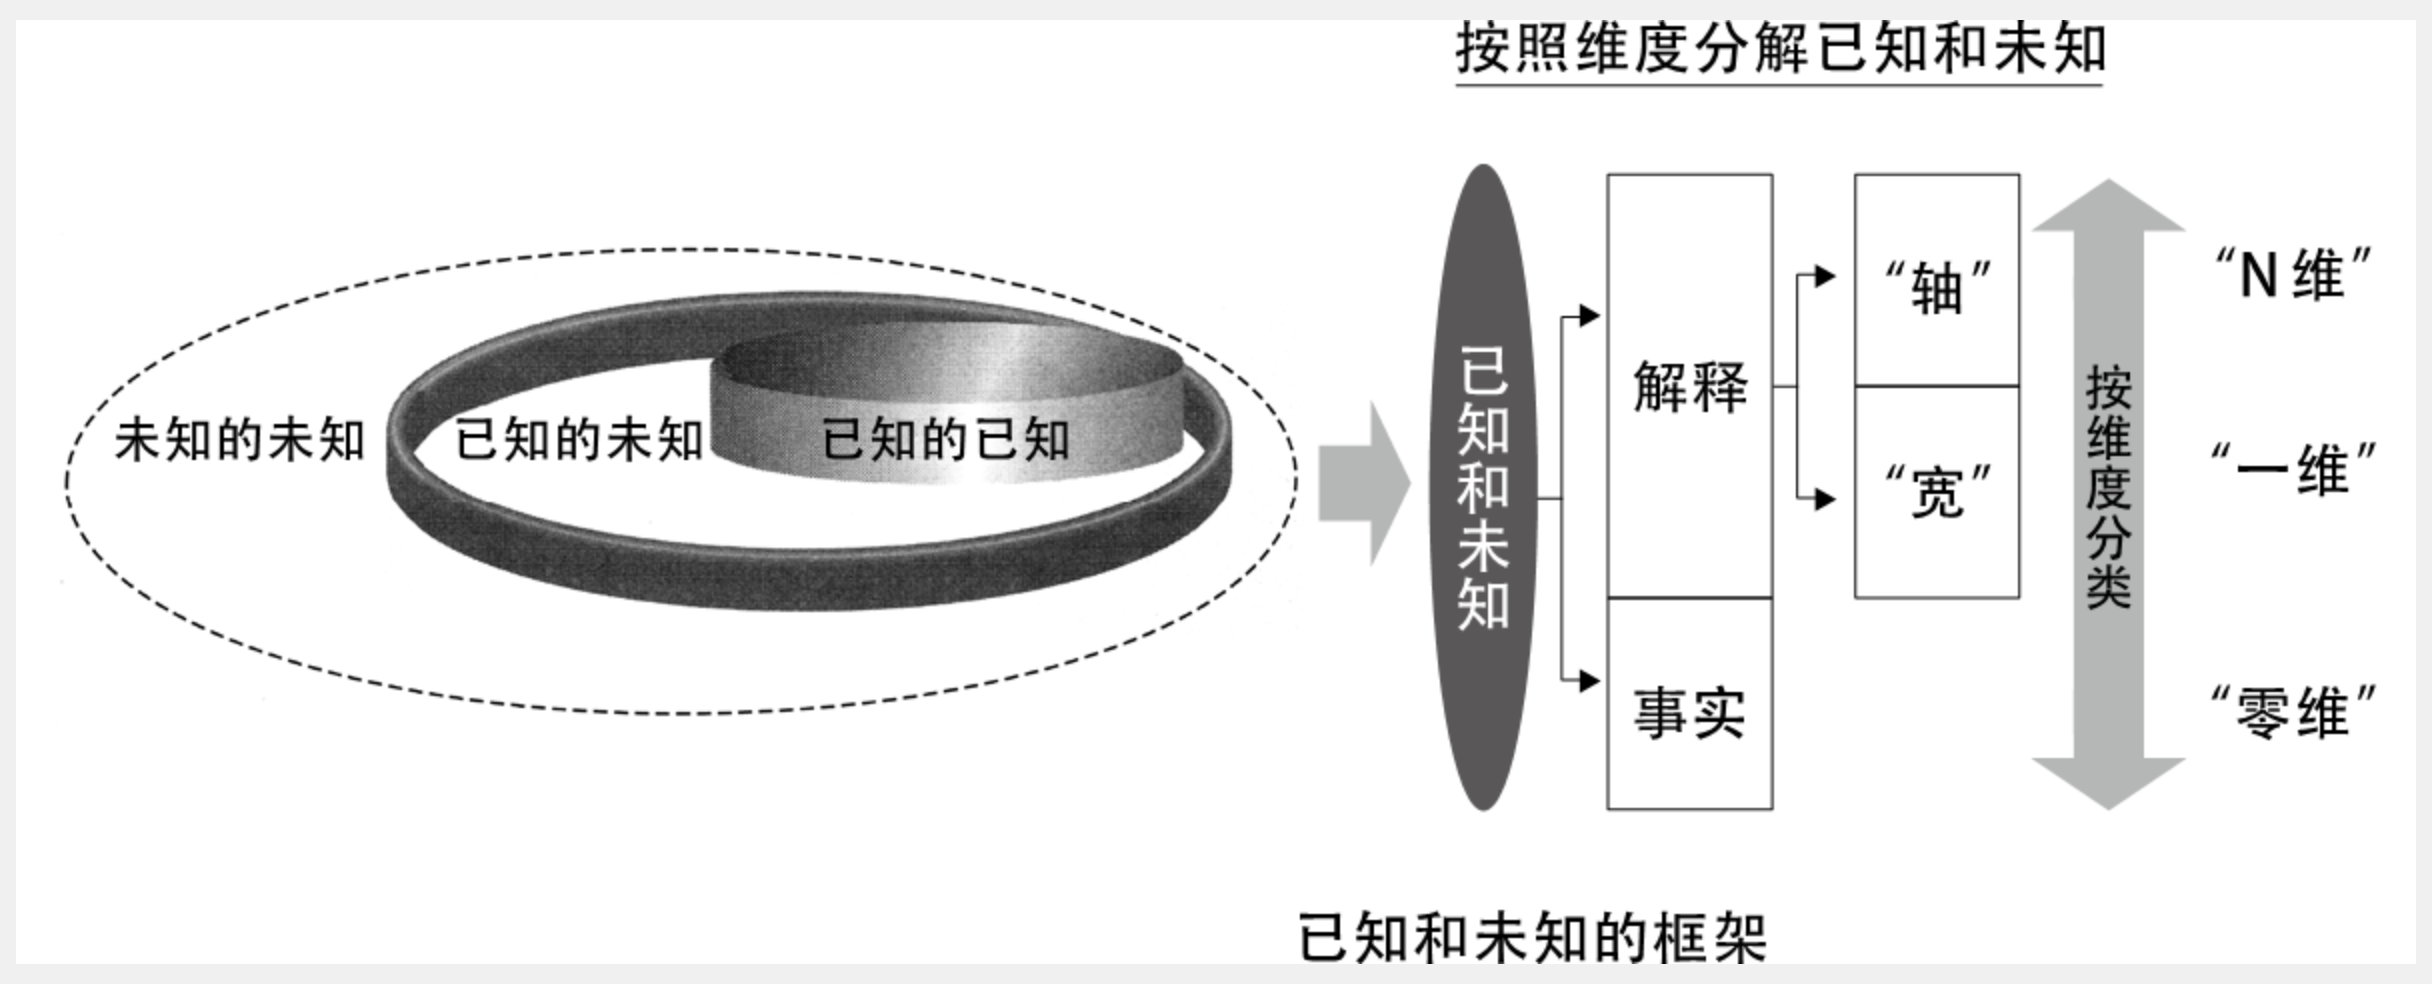 按照维度分解已知和未知
未知的未知
已知的未知
已知的已知
已知和未知
解释
事实
“轴”
“宽”
按维度分类
“N维”
“一维”
“零维”
已知和未知的框架